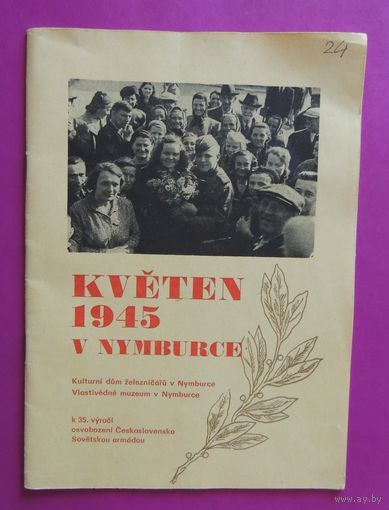 24
KVĚTEN
1945
V NYMBURCE
Kulturní dům železničářů v Nymburce
Vlastivědné muzeum v Nymburce
k 35. výročí
osvobození Československa
Sovětskou armádou
www.ay.by